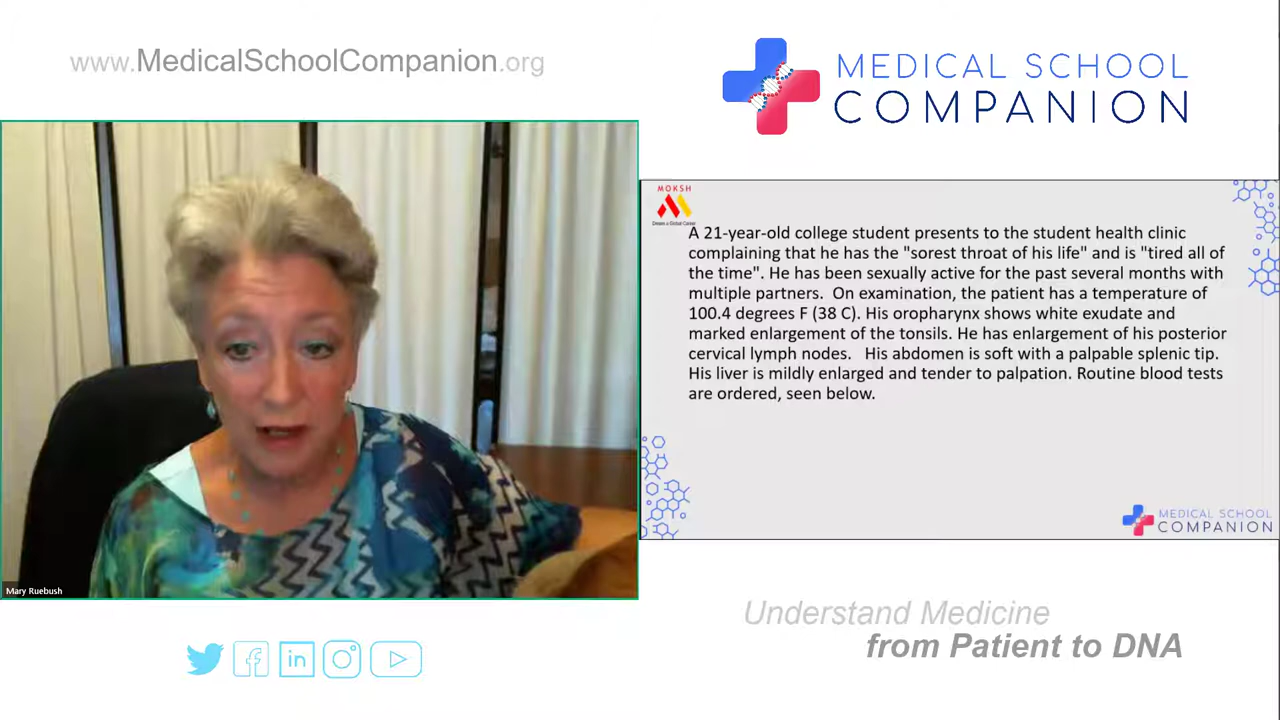 www.MedicalSchoolCompanion.org
MEDICAL SCHOOL
COMPANION
MOKSH
Create a Global Career
A 21-year-old college student presents to the student health clinic
complaining that he has the "sorest throat of his life" and is "tired all of
the time". He has been sexually active for the past several months with
multiple partners.  On examination, the patient has a temperature of
100.4 degrees F (38 C). His oropharynx shows white exudate and
marked enlargement of the tonsils. He has enlargement of his posterior
cervical lymph nodes.   His abdomen is soft with a palpable splenic tip.
His liver is mildly enlarged and tender to palpation. Routine blood tests
are ordered, seen below.
MEDICAL SCHOOL
COMPANION
Mary Ruebush
Understand Medicine
from Patient to DNA
in